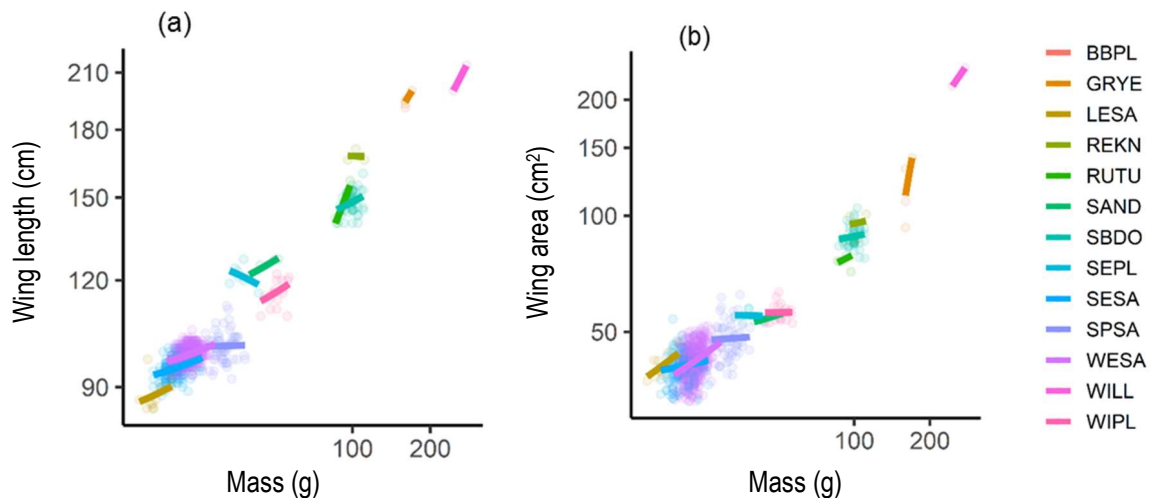 (a)
Wing length (cm)
210
180
150
120
90
100
200
Mass (g)
(b)
Wing area (cm²)
200
150
100
50
100
200
Mass (g)
BBPL
GRYE
LESA
REKN
RUTU
SAND
SBDO
SEPL
SESA
SPSA
WESA
WILL
WIPL